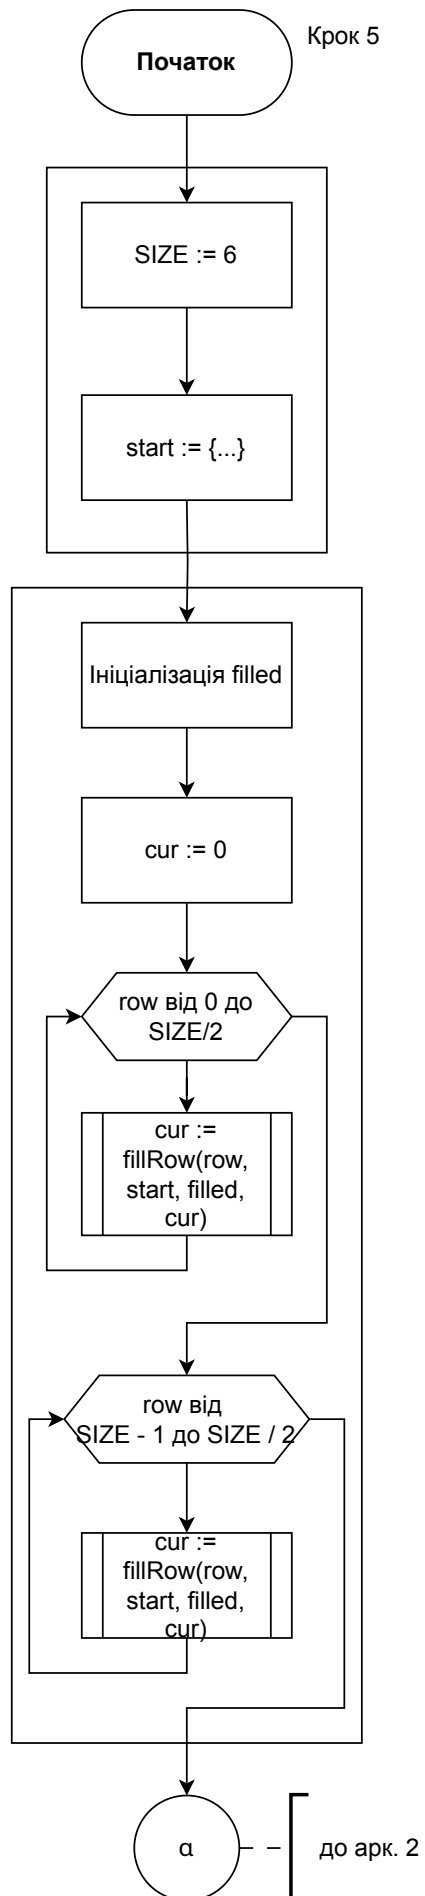 Початок
Крок 5
SIZE := 6
start := {...}
Ініціалізація filled
cur := 0
row від 0 до
SIZE/2
cur :=
fillRow(row,
start, filled,
cur)
row від
SIZE - 1 до SIZE / 2
cur :=
fillRow(row,
start, filled,
cur)
α
до арк. 2